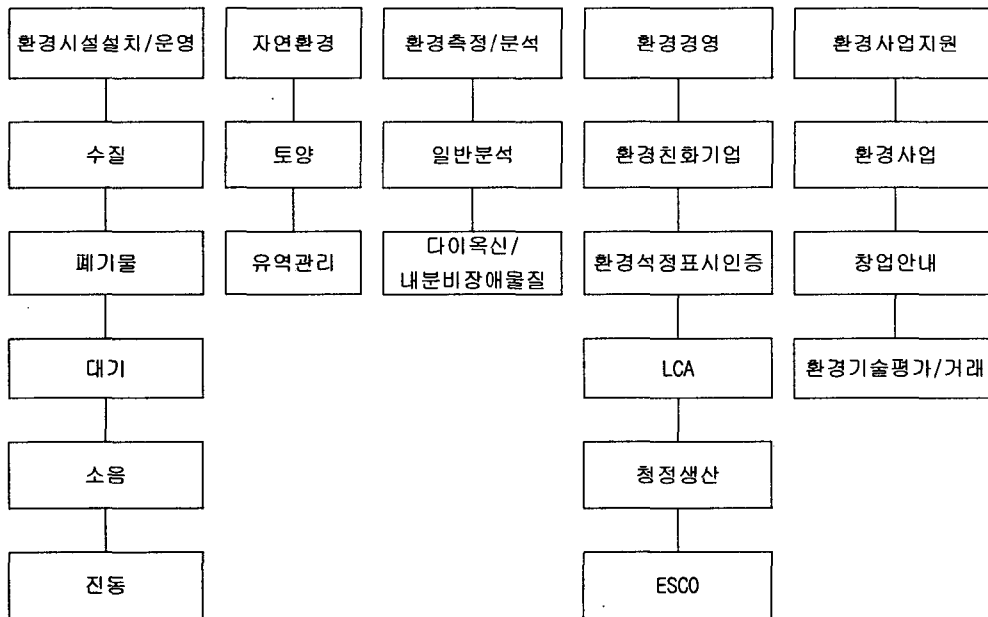 환경시설설치/운영
자연환경
환경측정/분석
환경경영
환경사업지원
수질
토양
일반분석
환경친화기업
환경사업
폐기물
유역관리
다이옥신/
내분비장애물질
환경석정표시인증
창업안내
대기
LCA
환경기술평가/거래
소음
청정생산
진동
ESCO